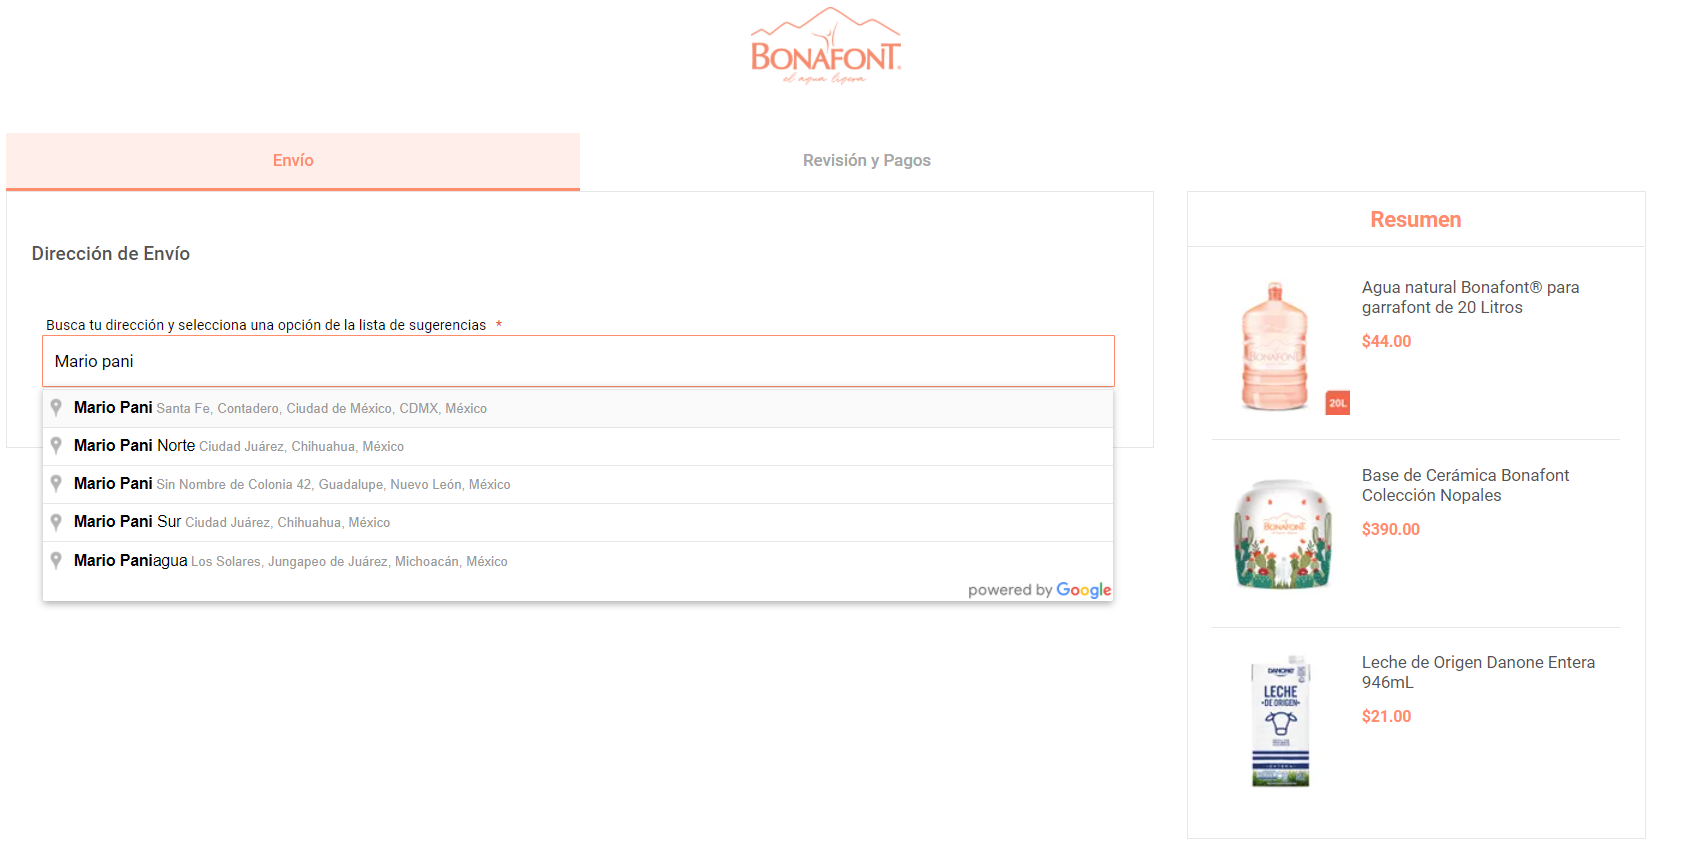 BONAFONT®
el agua ligera
Envío
Revisión y Pagos
Dirección de Envío
Busca tu dirección y selecciona una opción de la lista de sugerencias *
Mario pani
Mario Pani Santa Fe, Contadero, Ciudad de México, CDMX, México
Mario Pani Norte Ciudad Juárez, Chihuahua, México
Mario Pani Sin Nombre de Colonia 42, Guadalupe, Nuevo León, México
Mario Pani Sur Ciudad Juárez, Chihuahua, México
Mario Paniagua Los Solares, Jungapeo de Juárez, Michoacán, México
powered by Google
Resumen
BONAFONT
20L
Agua natural Bonafont® para
garrafont de 20 Litros
$44.00
BONAFONT
Base de Cerámica Bonafont
Colección Nopales
$390.00
DANONE
LECHE
DE ORIGEN
Leche de Origen Danone Entera
946mL
$21.00